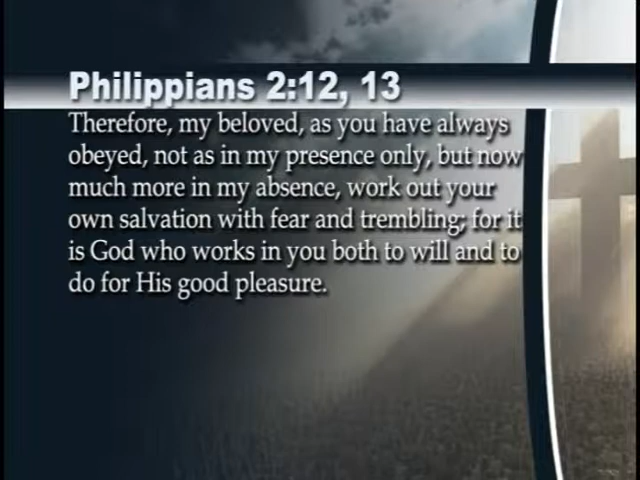 Philippians 2:12, 13
Therefore, my beloved, as you have always
obeyed, not as in my presence only, but now
much more in my absence, work out your
own salvation with fear and trembling; for it
is God who works in you both to will and to
do for His good pleasure.